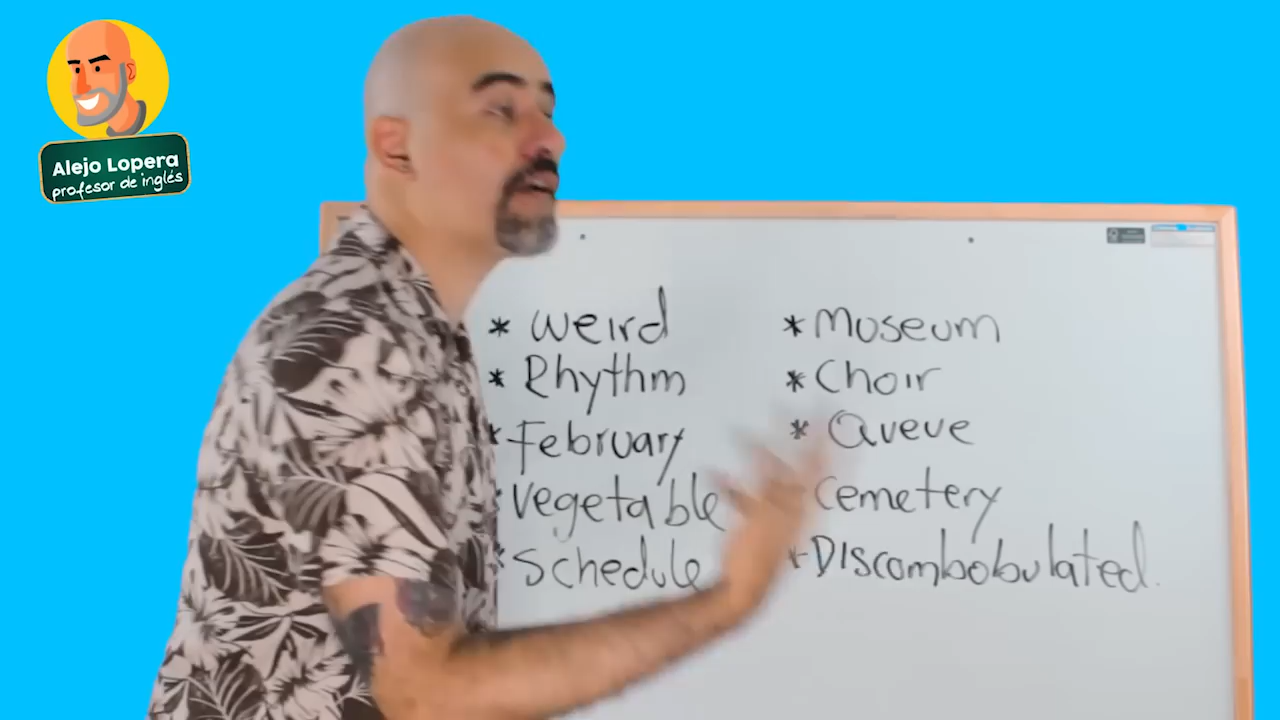 Alejo Lopera
profesor de inglés
* Weird
* Rhythm
* February
* Vegetable
* Schedule
* Museum
* Choir
* Queue
Cemetery
* Discombobulated.